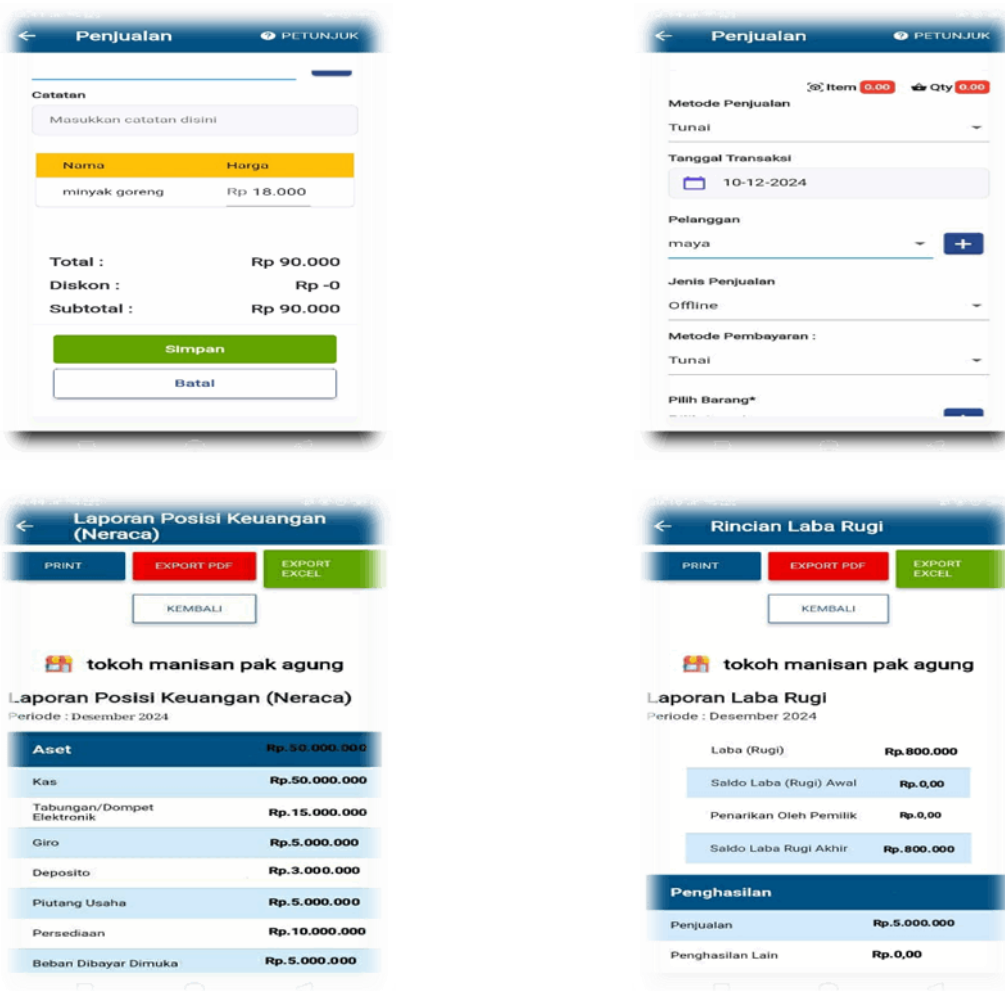 Penjualan
PETUNJUK
Catatan
Masukkan catatan disini
Nama Harga
minyak goreng Rp 18.000
Total : Rp 90.000
Diskon : Rp -0
Subtotal : Rp 90.000
Simpan
Batal
Penjualan
PETUNJUK
Item 0.00 Qty 0.00
Metode Penjualan
Tunai
Tanggal Transaksi
10-12-2024
Pelanggan
maya
Jenis Penjualan
Offline
Metode Pembayaran :
Tunai
Pilih Barang*
Laporan Posisi Keuangan
(Neraca)
PRINT
EXPORT PDF
EXPORT
EXCEL
KEMBALI
tokoh manisan pak agung
Laporan Posisi Keuangan (Neraca)
Periode : Desember 2024
Aset Rp.50.000.000
Kas Rp.50.000.000
Tabungan/Dompet
Elektronik Rp.15.000.000
Giro Rp.5.000.000
Deposito Rp.3.000.000
Piutang Usaha Rp.5.000.000
Persediaan Rp.10.000.000
Beban Dibayar Dimuka Rp.5.000.000
Rincian Laba Rugi
PRINT
EXPORT PDF
EXPORT
EXCEL
KEMBALI
tokoh manisan pak agung
Laporan Laba Rugi
Periode : Desember 2024
Laba (Rugi) Rp.800.000
Saldo Laba (Rugi) Awal Rp.0,00
Penarikan Oleh Pemilik Rp.0,00
Saldo Laba Rugi Akhir Rp.800.000
Penghasilan
Penjualan Rp.5.000.000
Penghasilan Lain Rp.0,00